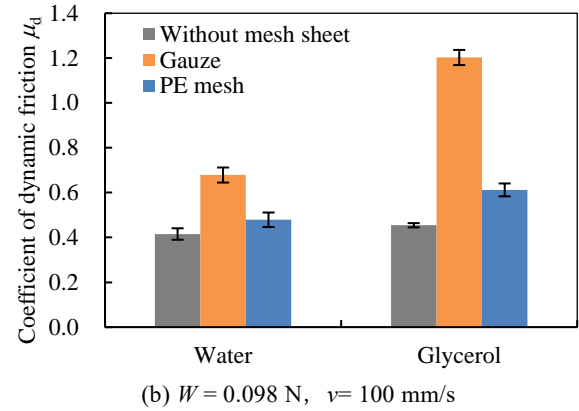 Coefficient of dynamic friction μd
1.4
1.2
1.0
0.8
0.6
0.4
0.2
0.0
Without mesh sheet
Gauze
PE mesh
Water Glycerol
(b) W = 0.098 N, v= 100 mm/s